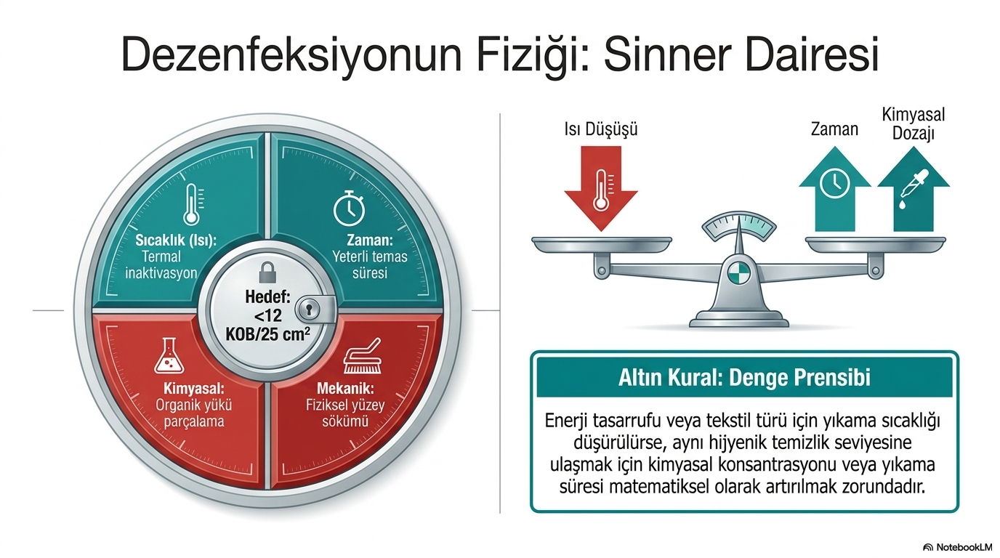 Dezenfeksiyonun Fiziği: Sinner Dairesi
Sıcaklık (Isı):
Termal
inaktivasyon
Zaman:
Yeterli temas
süresi
Hedef:
<12
KOB/25 cm²
Kimyasal:
Organik yükü
parçalama
Mekanik:
Fiziksel yüzey
sökümü
Isı Düşüşü
Zaman
Kimyasal
Dozajı
Altın Kural: Denge Prensibi
Enerji tasarrufu veya tekstil türü için yıkama sıcaklığı
düşürülürse, aynı hijyenik temizlik seviyesine
ulaşmak için kimyasal konsantrasyonu veya yıkama
süresi matematiksel olarak artırılmak zorundadır.
NotebookLM